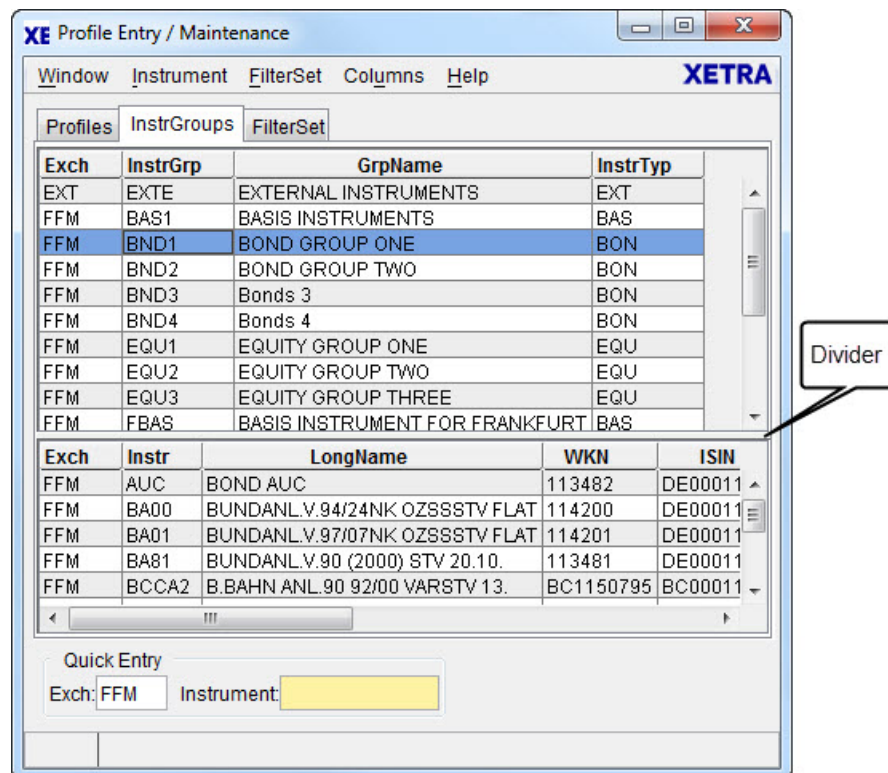 XE Profile Entry / Maintenance
Window Instrument FilterSet Columns Help XETRA
Profiles InstrGroups FilterSet
Exch InstrGrp GrpName InstrTyp
EXT EXTE EXTERNAL INSTRUMENTS EXT
FFM BAS1 BASIS INSTRUMENTS BAS
FFM BND1 BOND GROUP ONE BON
FFM BND2 BOND GROUP TWO BON
FFM BND3 Bonds 3 BON
FFM BND4 Bonds 4 BON
FFM EQU1 EQUITY GROUP ONE EQU
FFM EQU2 EQUITY GROUP TWO EQU
FFM EQU3 EQUITY GROUP THREE EQU
FFM FBAS BASIS INSTRUMENT FOR FRANKFURT BAS
Divider
Exch Instr LongName WKN ISIN
FFM AUC BOND AUC 113482 DE00011
FFM BA00 BUNDANL.V.94/24NK OZSSSTV FLAT 114200 DE00011
FFM BA01 BUNDANL.V.97/07NK OZSSSTV FLAT 114201 DE00011
FFM BA81 BUNDANL.V.90 (2000) STV 20.10. 113481 DE00011
FFM BCCA2 B.BAHN ANL.90 92/00 VARSTV 13. BC1150795 BC00011
Quick Entry
Exch: FFM Instrument: